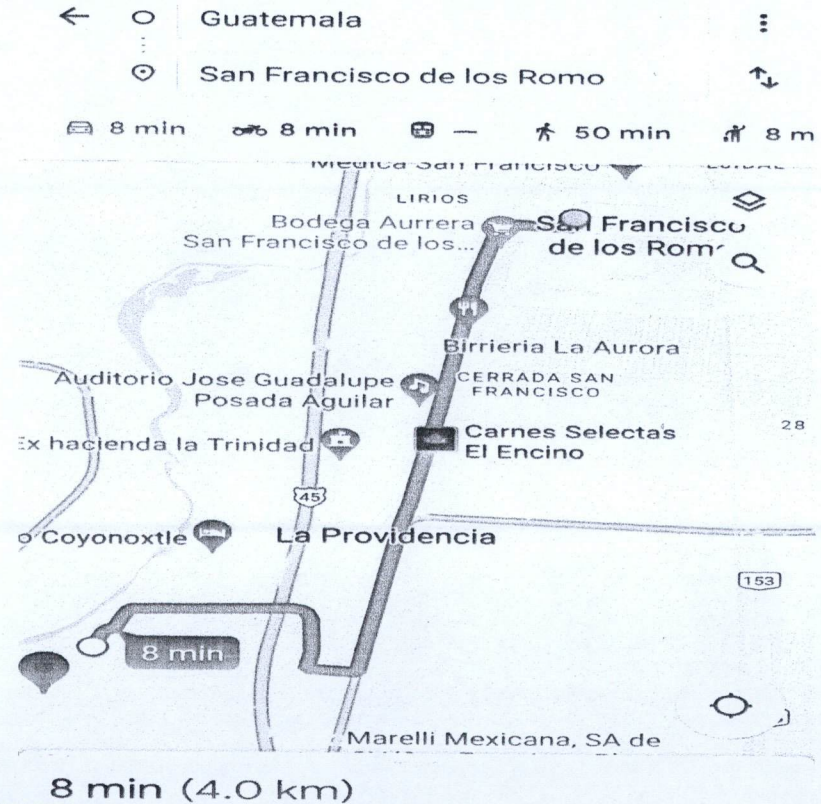 Guatemala
San Francisco de los Romo
8 min
8 min
—
50 min
8 m
Medica San Francisco
LIRIOS
Bodega Aurrera
San Francisco de los...
San Francisco
de los Rom
Birrieria La Aurora
Auditorio Jose Guadalupe
Posada Aguilar
CERRADA SAN
FRANCISCO
Ex hacienda la Trinidad
Carnes Selectas
El Encino
28
45
o Coyonoxtle
La Providencia
153
8 min
Marelli Mexicana, SA de
8 min (4.0 km)